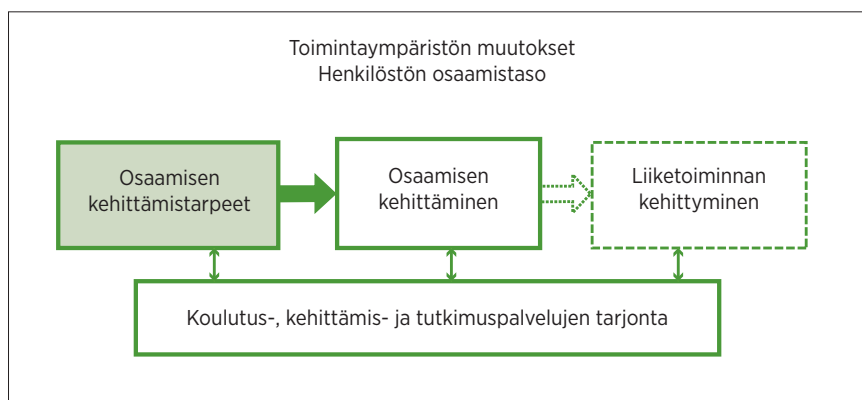 Toimintaympäristön muutokset
Henkilöstön osaamistaso
Osaamisen
kehittämistarpeet
Osaamisen
kehittäminen
Liiketoiminnan
kehittyminen
Koulutus-, kehittämis- ja tutkimuspalvelujen tarjonta